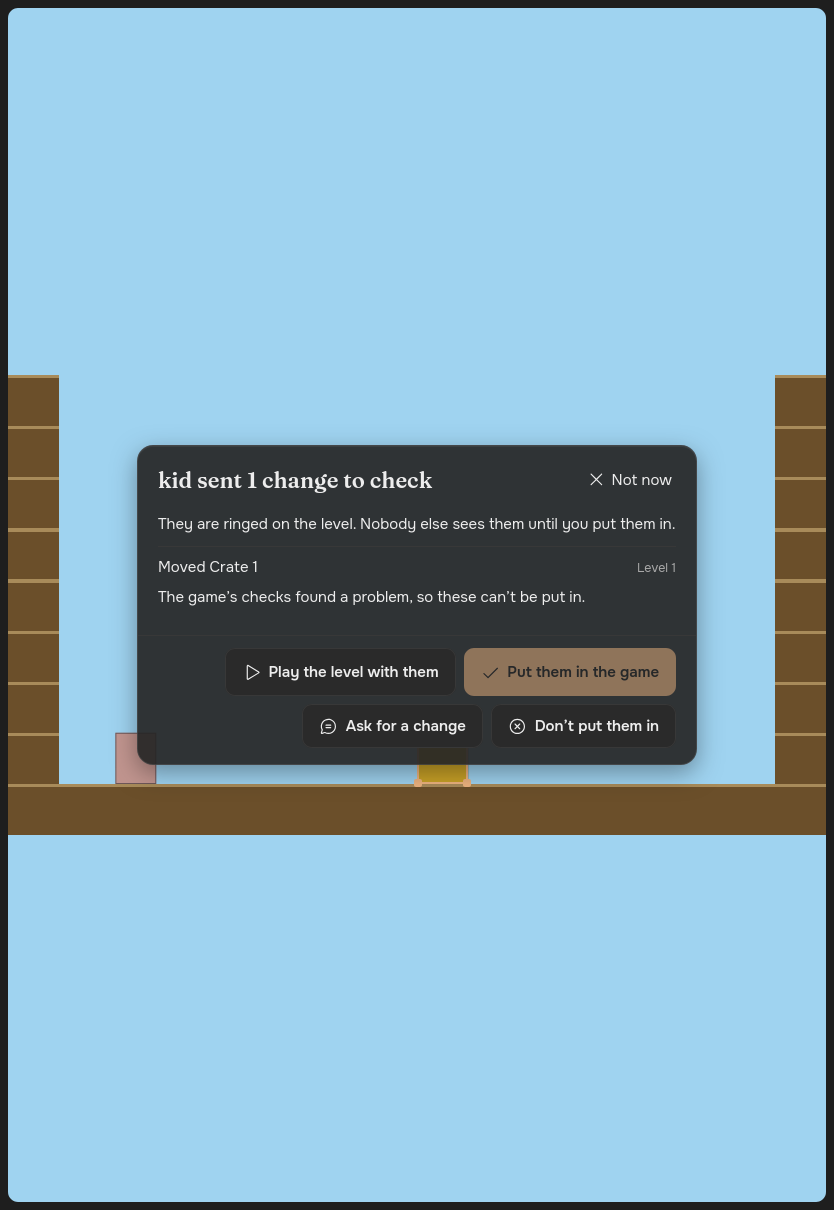 kid sent 1 change to check
Not now
They are ringed on the level. Nobody else sees them until you put them in.
Moved Crate 1
Level 1
The game’s checks found a problem, so these can’t be put in.
Play the level with them
Put them in the game
Ask for a change
Don’t put them in